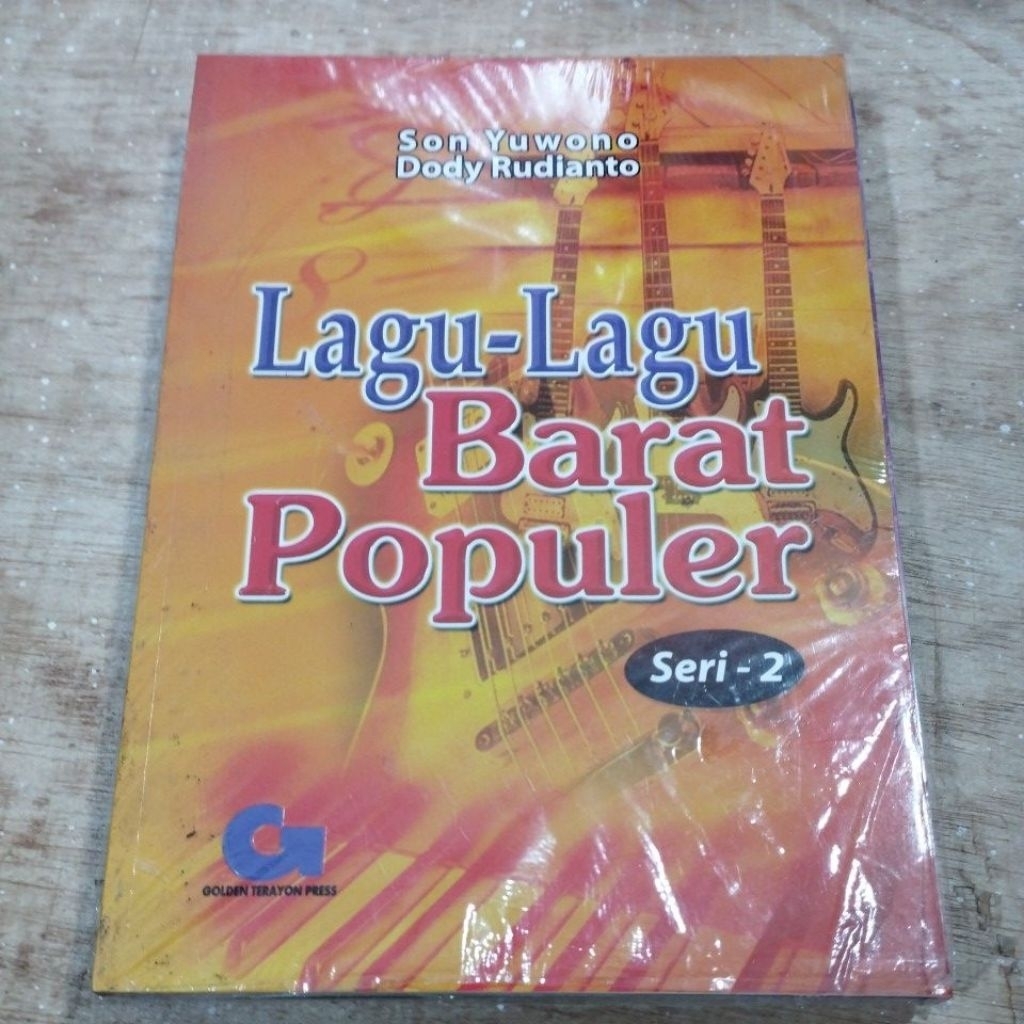 Son Yuwono
Dody Rudianto
Lagu-Lagu
Barat
Populer
Seri - 2
GOLDEN TERAYON PRESS